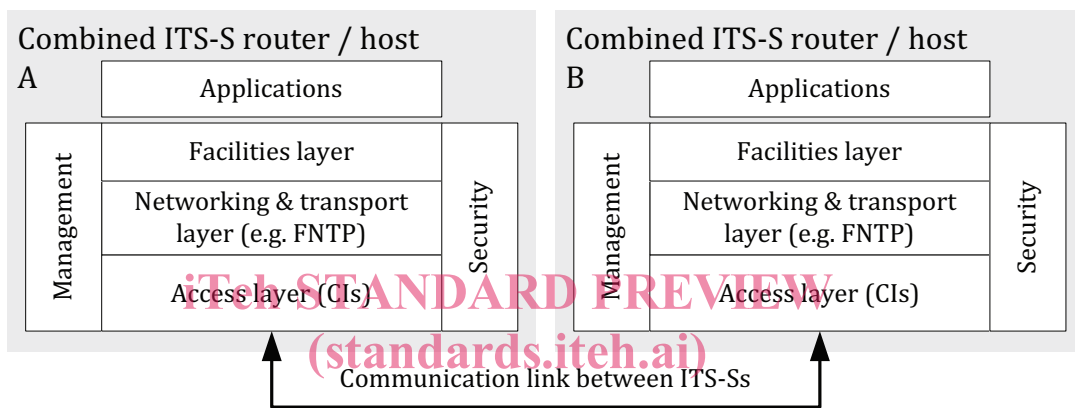 Combined ITS-S router / host
A
Applications
Management
Facilities layer
Networking & transport
layer (e.g. FNTP)
Access layer (CIs)
Security
Combined ITS-S router / host
B
Applications
Management
Facilities layer
Networking & transport
layer (e.g. FNTP)
Access layer (CIs)
Security
iTeh STANDARD PREVIEW
(standards.iteh.ai)
Communication link between ITS-Ss